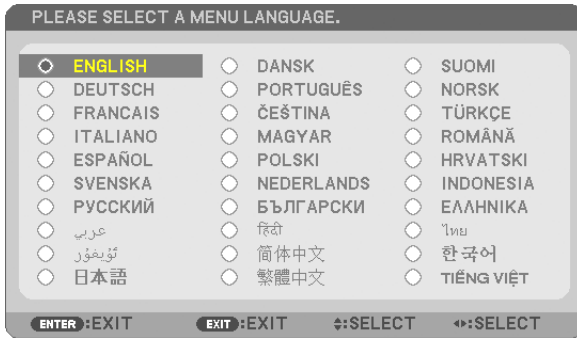 PLEASE SELECT A MENU LANGUAGE.
ENGLISH DANSK SUOMI
DEUTSCH PORTUGUÊS NORSK
FRANCAIS ČEŠTINA TÜRKÇE
ITALIANO MAGYAR ROMÂNĂ
ESPAÑOL POLSKI HRVATSKI
SVENSKA NEDERLANDS INDONESIA
РУССКИЙ БЪЛГАРСКИ ΕΛΛΗΝΙΚΑ
عربي हिंदी ไทย
ئۇيغۇر 简体中文 한국어
日本語 繁體中文 TIẾNG VIỆT
ENTER:EXIT EXIT:EXIT :SELECT :SELECT